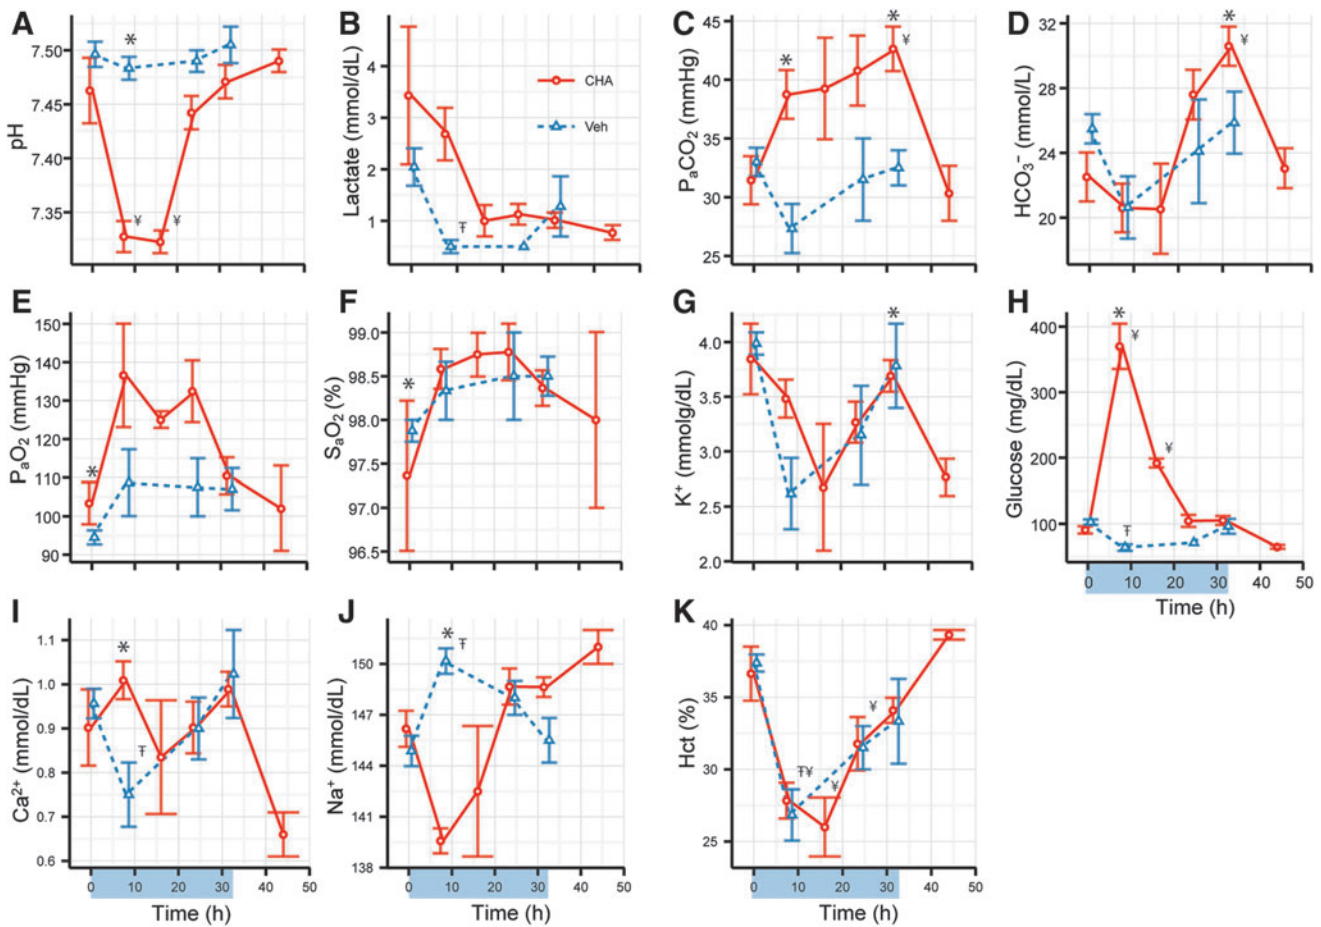 A
pH
7.50
7.45
7.40
7.35
*
¥
¥
B
Lactate (mmol/dL)
4
3
2
1
CHA
Veh
Ŧ
C
PaCO2 (mmHg)
45
40
35
30
25
*
*
¥
D
HCO3− (mmol/L)
32
28
24
20
*
¥
E
PaO2 (mmHg)
150
140
130
120
110
100
90
*
F
SaO2 (%)
99.0
98.5
98.0
97.5
97.0
96.5
*
G
K+ (mmolg/dL)
4.0
3.5
3.0
2.5
2.0
*
H
Glucose (mg/dL)
400
300
200
100
*
¥
¥
Ŧ
0 10 20 30 40 50
Time (h)
I
Ca2+ (mmol/dL)
1.1
1.0
0.9
0.8
0.7
0.6
*
Ŧ
0 10 20 30 40 50
Time (h)
J
Na+ (mmol/dL)
150
147
144
141
138
*
Ŧ
0 10 20 30 40 50
Time (h)
K
Hct (%)
40
35
30
25
Ŧ¥
¥
¥
0 10 20 30 40 50
Time (h)